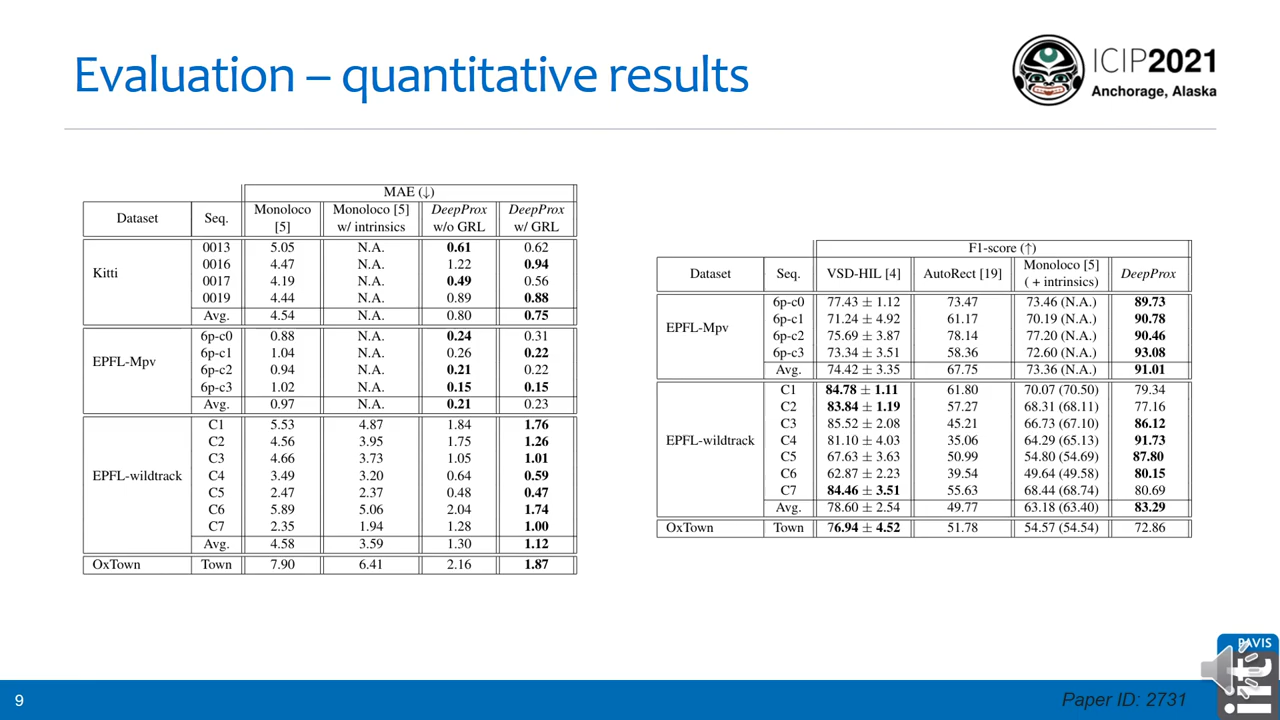 Evaluation – quantitative results
ICIP2021
Anchorage, Alaska
MAE (↓)
Dataset Seq. Monoloco [5] Monoloco [5] w/ intrinsics DeepProx w/o GRL DeepProx w/ GRL
Kitti
0013 5.05 N.A. 0.61 0.62
0016 4.47 N.A. 1.22 0.94
0017 4.19 N.A. 0.49 0.56
0019 4.44 N.A. 0.89 0.88
Avg. 4.54 N.A. 0.80 0.75
EPFL-Mpv
6p-c0 0.88 N.A. 0.24 0.31
6p-c1 1.04 N.A. 0.26 0.22
6p-c2 0.94 N.A. 0.21 0.22
6p-c3 1.02 N.A. 0.15 0.15
Avg. 0.97 N.A. 0.21 0.23
EPFL-wildtrack
C1 5.53 4.87 1.84 1.76
C2 4.56 3.95 1.75 1.26
C3 4.66 3.73 1.05 1.01
C4 3.49 3.20 0.64 0.59
C5 2.47 2.37 0.48 0.47
C6 5.89 5.06 2.04 1.74
C7 2.35 1.94 1.28 1.00
Avg. 4.58 3.59 1.30 1.12
OxTown Town 7.90 6.41 2.16 1.87
F1-score (↑)
Dataset Seq. VSD-HIL [4] AutoRect [19] Monoloco [5] ( + intrinsics) DeepProx
EPFL-Mpv
6p-c0 77.43 ± 1.12 73.47 73.46 (N.A.) 89.73
6p-c1 71.24 ± 4.92 61.17 70.19 (N.A.) 90.78
6p-c2 75.69 ± 3.87 78.14 77.20 (N.A.) 90.46
6p-c3 73.34 ± 3.51 58.36 72.60 (N.A.) 93.08
Avg. 74.42 ± 3.35 67.75 73.36 (N.A.) 91.01
EPFL-wildtrack
C1 84.78 ± 1.11 61.80 70.07 (70.50) 79.34
C2 83.84 ± 1.19 57.27 68.31 (68.11) 77.16
C3 85.52 ± 2.08 45.21 66.73 (67.10) 86.12
C4 81.10 ± 4.03 35.06 64.29 (65.13) 91.73
C5 67.63 ± 3.63 50.99 54.80 (54.69) 87.80
C6 62.87 ± 2.23 39.54 49.64 (49.58) 80.15
C7 84.46 ± 3.51 55.63 68.44 (68.74) 80.69
Avg. 78.60 ± 2.54 49.77 63.18 (63.40) 83.29
OxTown Town 76.94 ± 4.52 51.78 54.57 (54.54) 72.86
PAVIS
iit
9
Paper ID: 2731